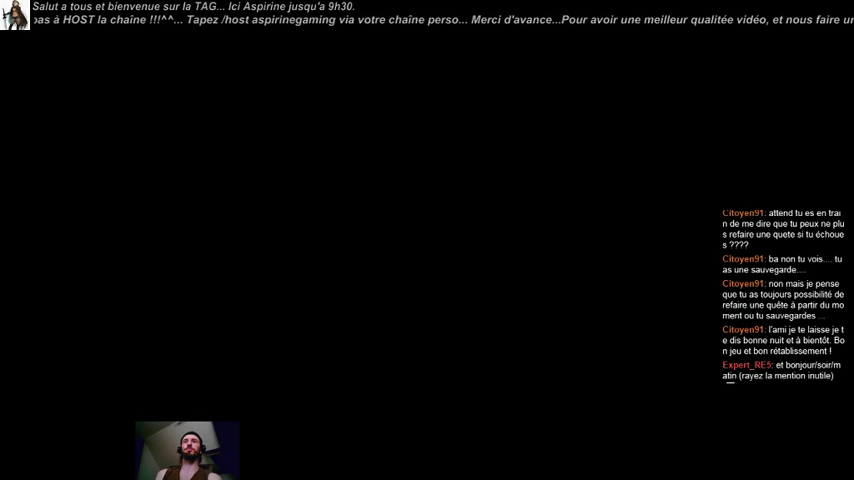 Salut a tous et bienvenue sur la TAG... Ici Aspirine jusqu'a 9h30.
pas à HOST la chaîne !!!^^... Tapez /host aspirinegaming via votre chaîne perso... Merci d'avance...Pour avoir une meilleur qualitée vidéo, et nous faire un
Citoyen91: attend tu es en trai
n de me dire que tu peux ne plu
s refaire une quete si tu échoue
s ????
Citoyen91: ba non tu vois.... tu
as une sauvegarde....
Citoyen91: non mais je pense
que tu as toujours possibilité de
refaire une quête à partir du mo
ment ou tu sauvegardes ...
Citoyen91: l'ami je te laisse je t
e dis bonne nuit et à bientôt. Bo
n jeu et bon rétablissement !
Expert_RE5: et bonjour/soir/m
atin (rayez la mention inutile)